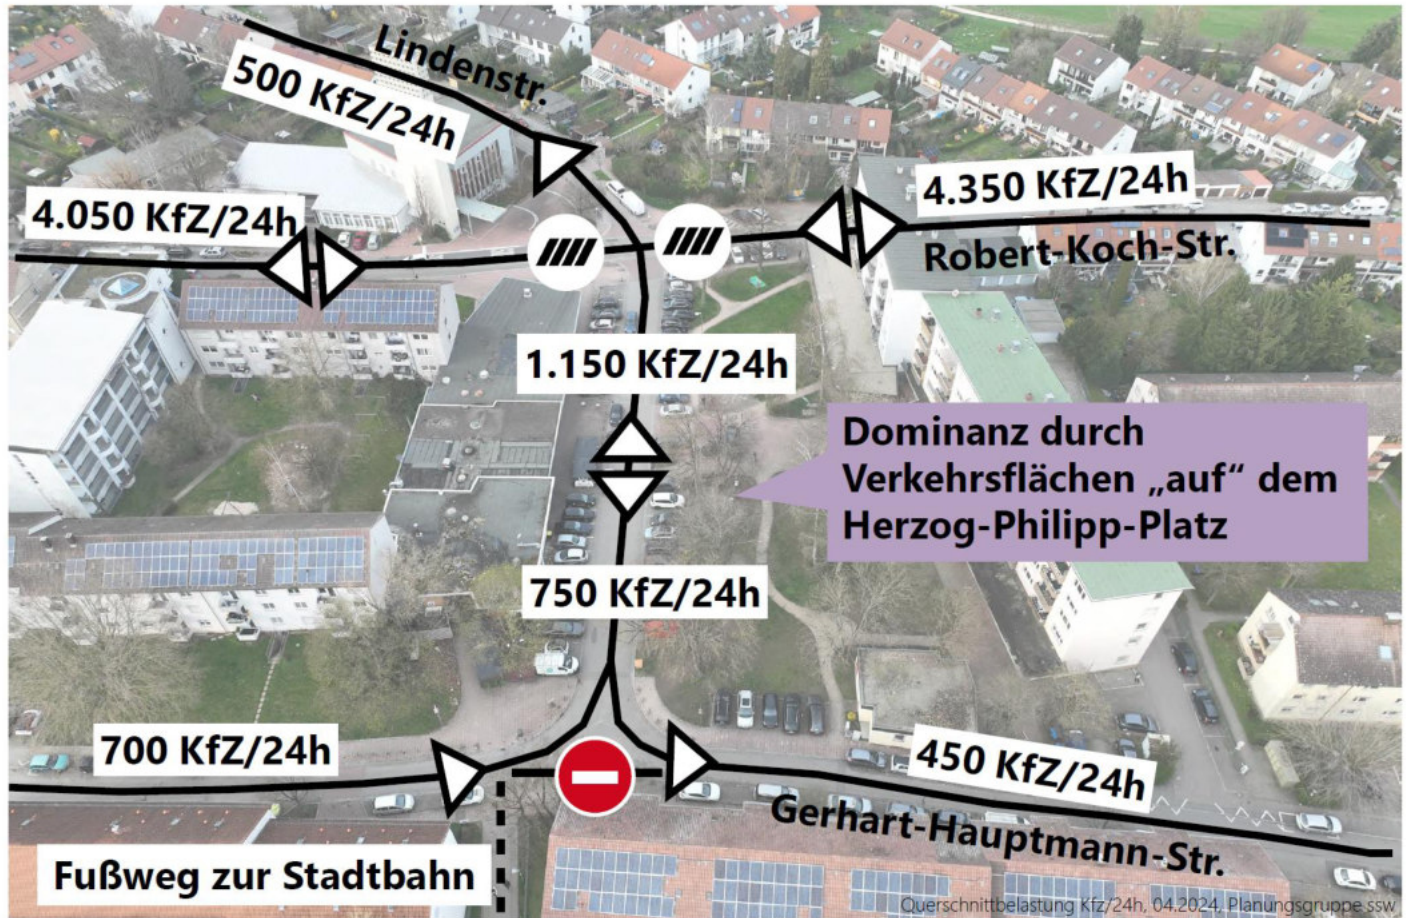 Lindenstr.
500 KfZ/24h
4.050 KfZ/24h
4.350 KfZ/24h
Robert-Koch-Str.
1.150 KfZ/24h
Dominanz durch
Verkehrsflächen „auf“ dem
Herzog-Philipp-Platz
750 KfZ/24h
700 KfZ/24h
450 KfZ/24h
Gerhart-Hauptmann-Str.
Fußweg zur Stadtbahn
Querschnittbelastung Kfz/24h, 04.2024, Planungsgruppe ssw